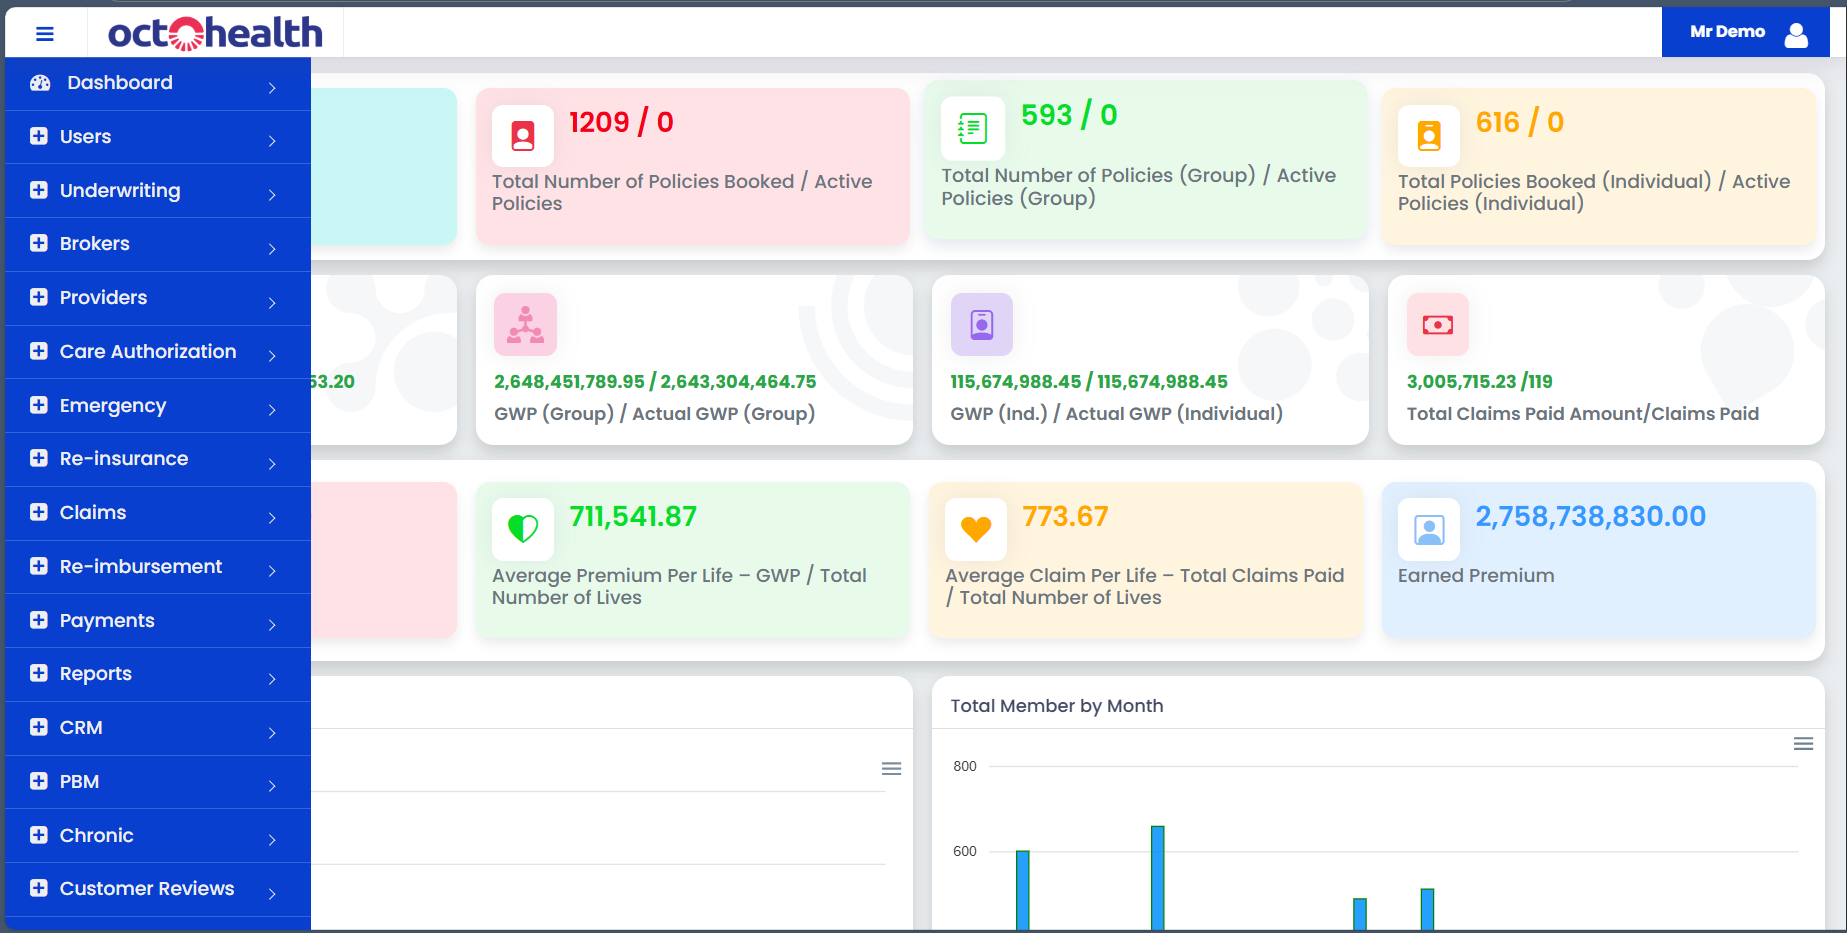 octohealth
Mr Demo
Dashboard
Users
Underwriting
Brokers
Providers
Care Authorization
Emergency
Re-insurance
Claims
Re-imbursement
Payments
Reports
CRM
PBM
Chronic
Customer Reviews
1209 / 0
Total Number of Policies Booked / Active
Policies
593 / 0
Total Number of Policies (Group) / Active
Policies (Group)
616 / 0
Total Policies Booked (Individual) / Active
Policies (Individual)
53.20
2,648,451,789.95 / 2,643,304,464.75
GWP (Group) / Actual GWP (Group)
115,674,988.45 / 115,674,988.45
GWP (Ind.) / Actual GWP (Individual)
3,005,715.23 /119
Total Claims Paid Amount/Claims Paid
711,541.87
Average Premium Per Life – GWP / Total
Number of Lives
773.67
Average Claim Per Life – Total Claims Paid
/ Total Number of Lives
2,758,738,830.00
Earned Premium
Total Member by Month
800
600